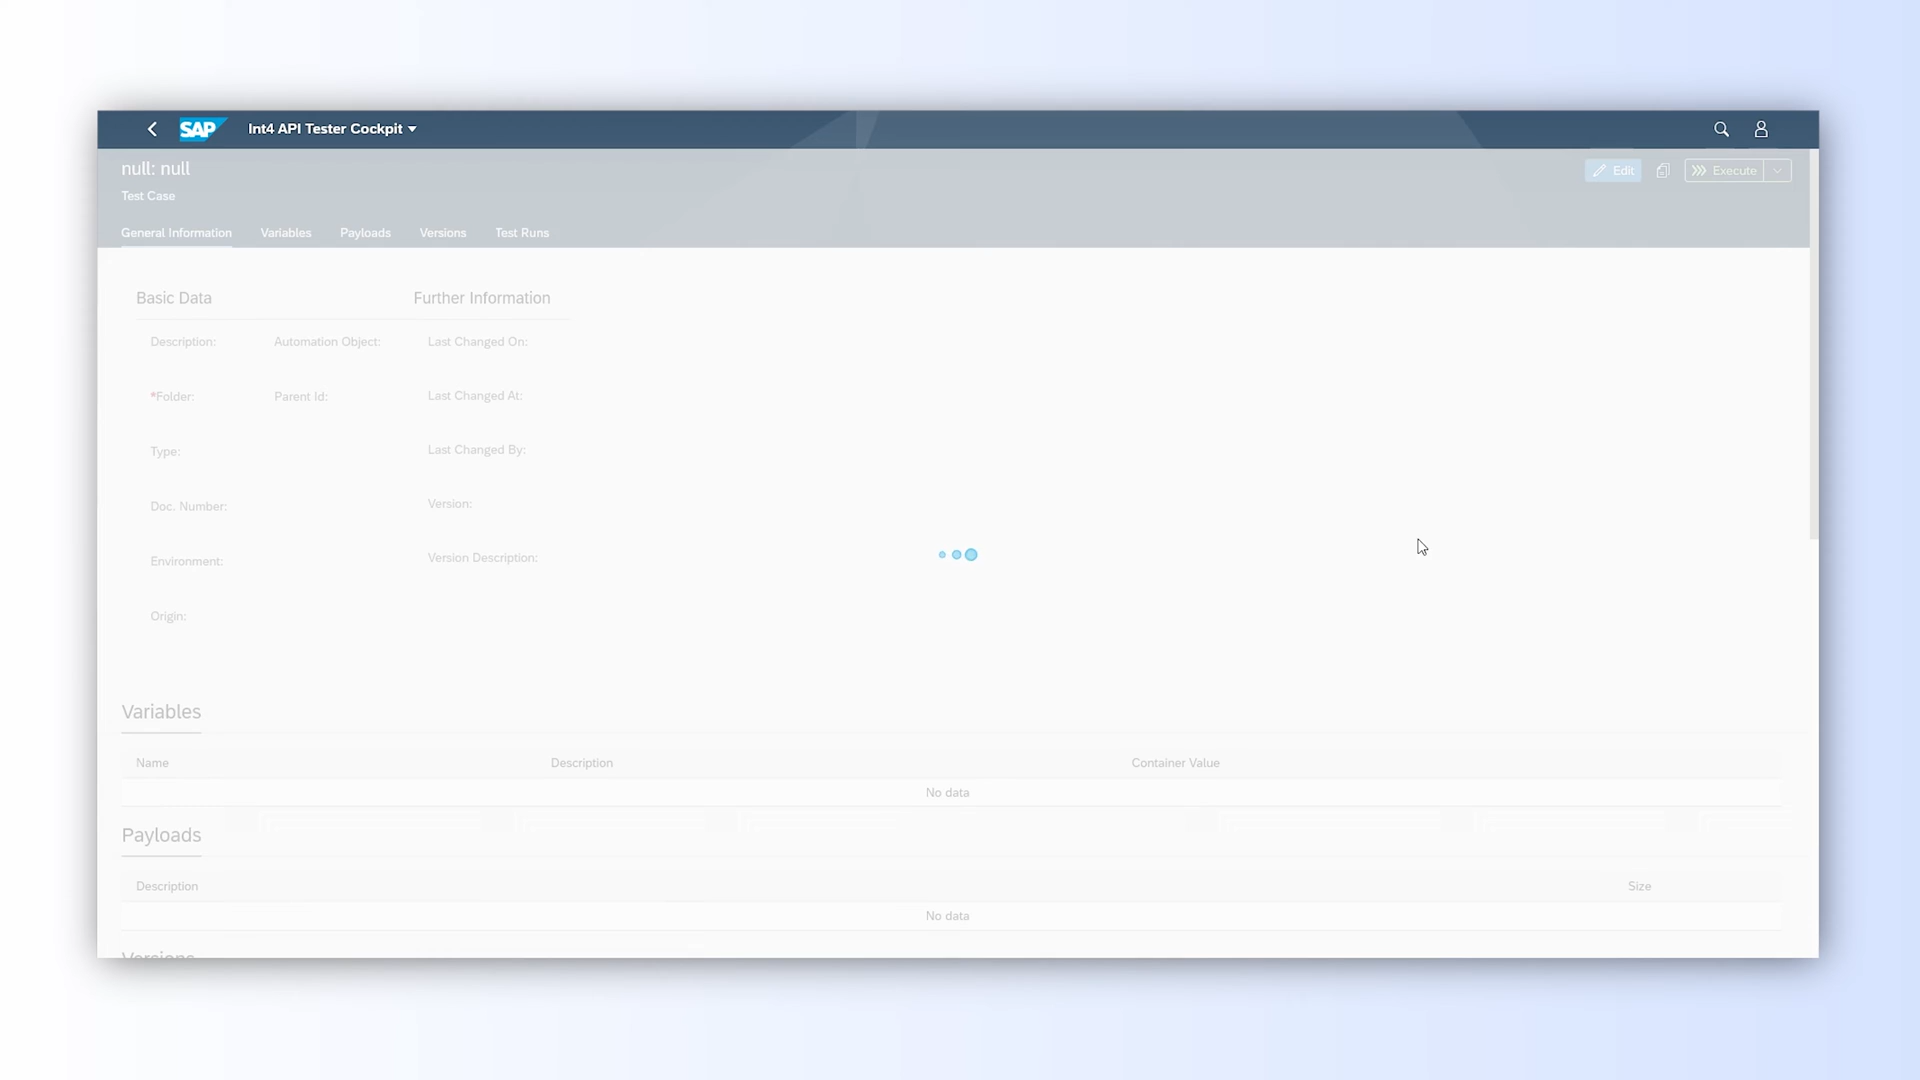 SAP Int4 API Tester Cockpit
null: null
Edit Execute
Test Case
General Information Variables Payloads Versions Test Runs
Basic Data Further Information
Description: Automation Object: Last Changed On:
*Folder: Parent Id: Last Changed At:
Type: Last Changed By:
Doc. Number: Version:
Environment: Version Description:
Origin:
Variables
Name Description Container Value
No data
Payloads
Description Size
No data
Versions